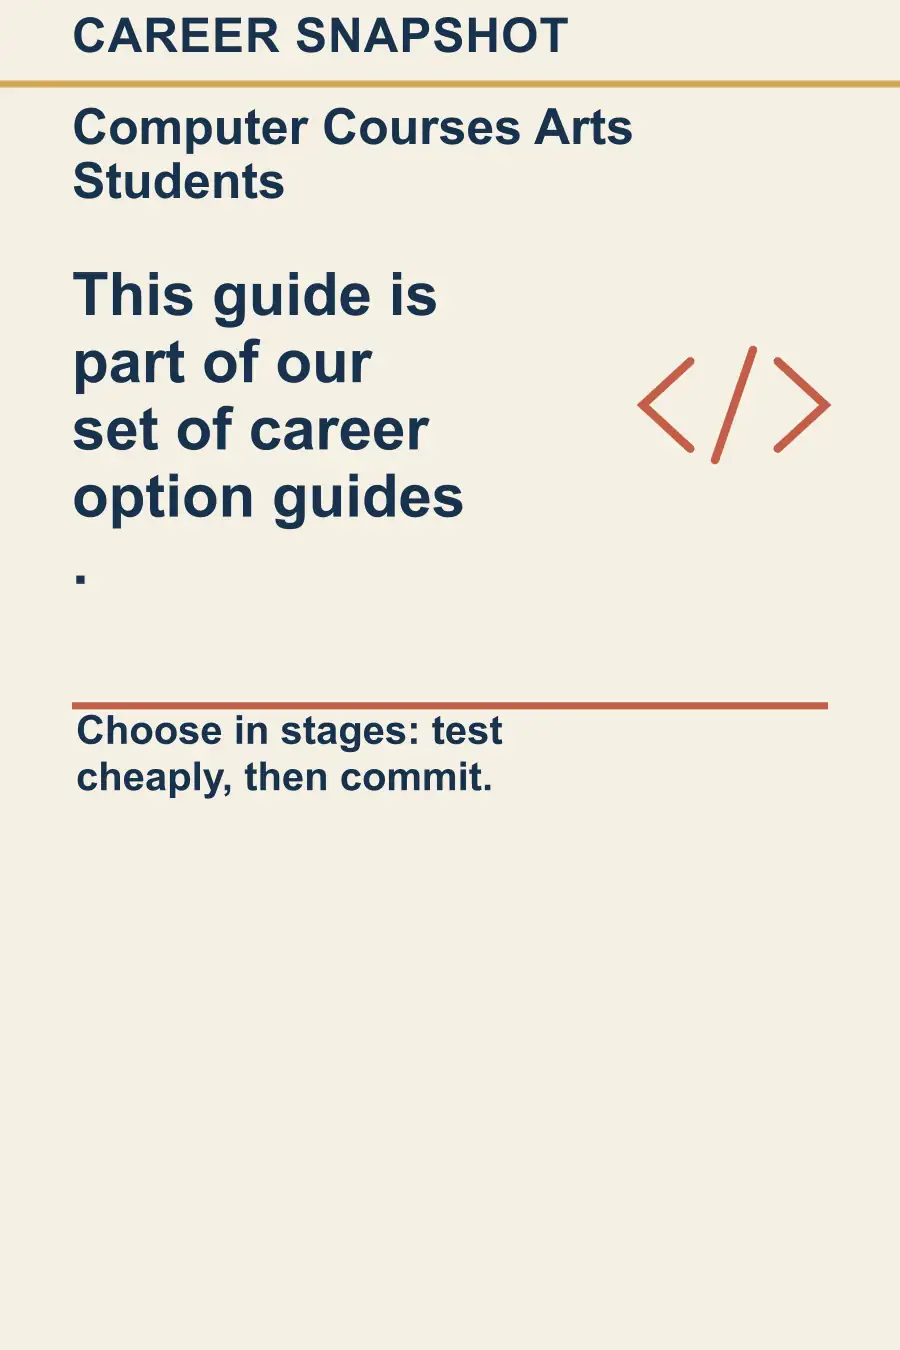 CAREER SNAPSHOT
Computer Courses Arts
Students
This guide is
part of our
set of career
option guides
.
Choose in stages: test
cheaply, then commit.